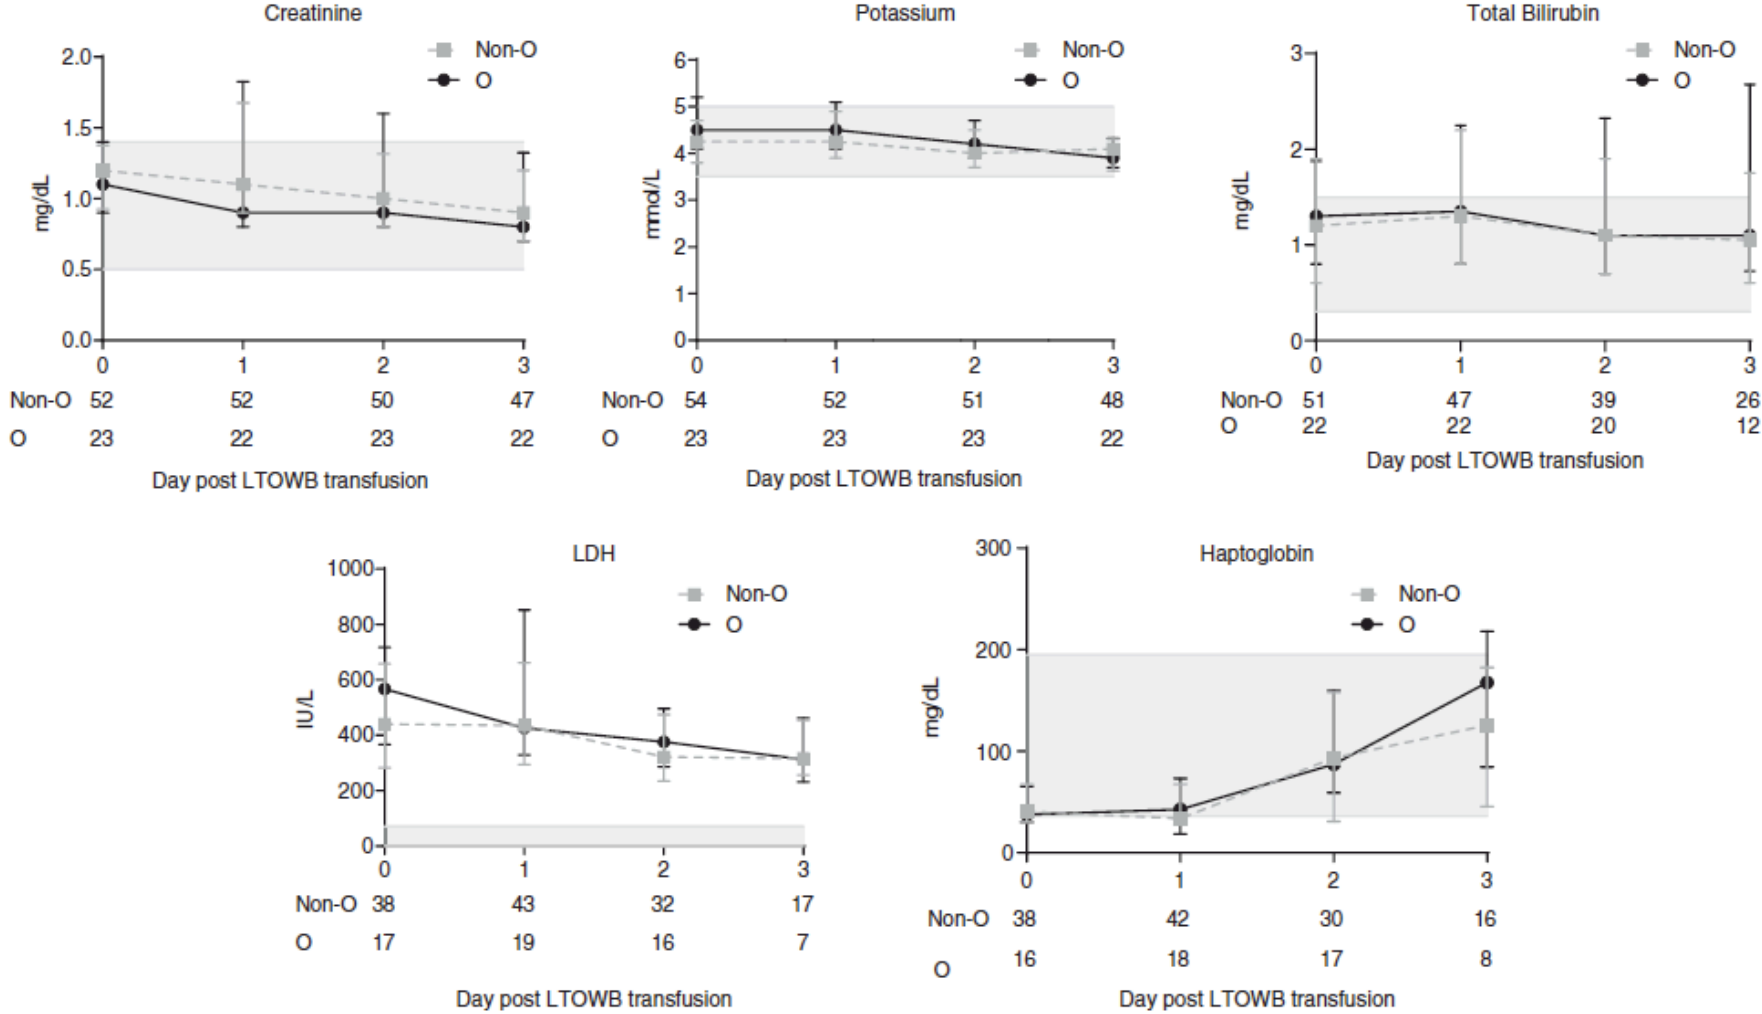 Creatinine
Non-O
O
2.0
1.5
1.0
0.5
0.0
mg/dL
0 1 2 3
Non-O 52 52 50 47
O 23 22 23 22
Day post LTOWB transfusion
Potassium
Non-O
O
6
5
4
3
2
1
0
mmol/L
0 1 2 3
Non-O 54 52 51 48
O 23 23 23 22
Day post LTOWB transfusion
Total Bilirubin
Non-O
O
3
2
1
0
mg/dL
0 1 2 3
Non-O 51 47 39 26
O 22 22 20 12
Day post LTOWB transfusion
LDH
Non-O
O
1000
800
600
400
200
0
IU/L
0 1 2 3
Non-O 38 43 32 17
O 17 19 16 7
Day post LTOWB transfusion
Haptoglobin
Non-O
O
300
200
100
0
mg/dL
0 1 2 3
Non-O 38 42 30 16
O 16 18 17 8
Day post LTOWB transfusion